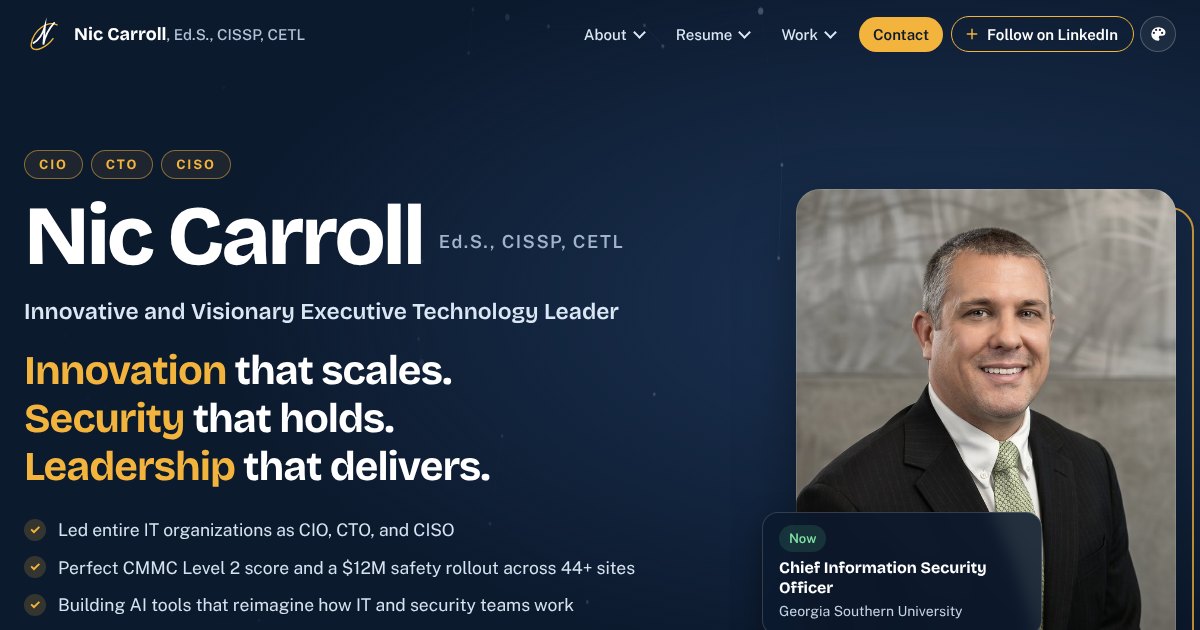 Nic Carroll, Ed.S., CISSP, CETL
About
Resume
Work
Contact
+ Follow on LinkedIn
CIO
CTO
CISO
Nic Carroll Ed.S., CISSP, CETL
Innovative and Visionary Executive Technology Leader
Innovation that scales.
Security that holds.
Leadership that delivers.
Led entire IT organizations as CIO, CTO, and CISO
Perfect CMMC Level 2 score and a $12M safety rollout across 44+ sites
Building AI tools that reimagine how IT and security teams work
Now
Chief Information Security
Officer
Georgia Southern University